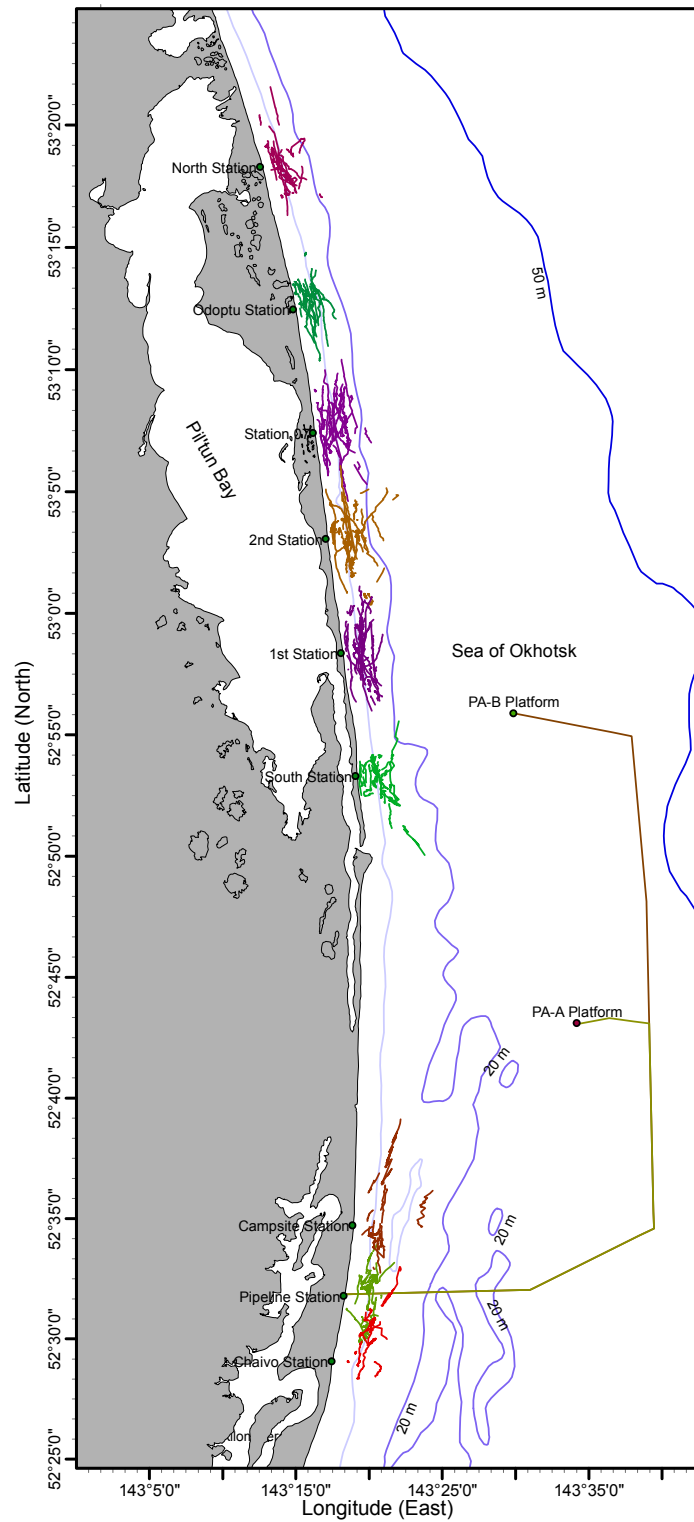 53°20'0"
North Station
53°15'0"
50 m
Odoptu Station
53°10'0"
Pil'tun Bay
Station 07
53°5'0"
2nd Station
53°0'0"
1st Station
Sea of Okhotsk
Latitude (North)
PA-B Platform
52°55'0"
South Station
52°50'0"
52°45'0"
PA-A Platform
20 m
52°40'0"
52°35'0"
Campsite Station
20 m
Pipeline Station
20 m
52°30'0"
Chaivo Station
20 m
52°25'0"
143°5'0"
143°15'0"
143°25'0"
143°35'0"
Longitude (East)